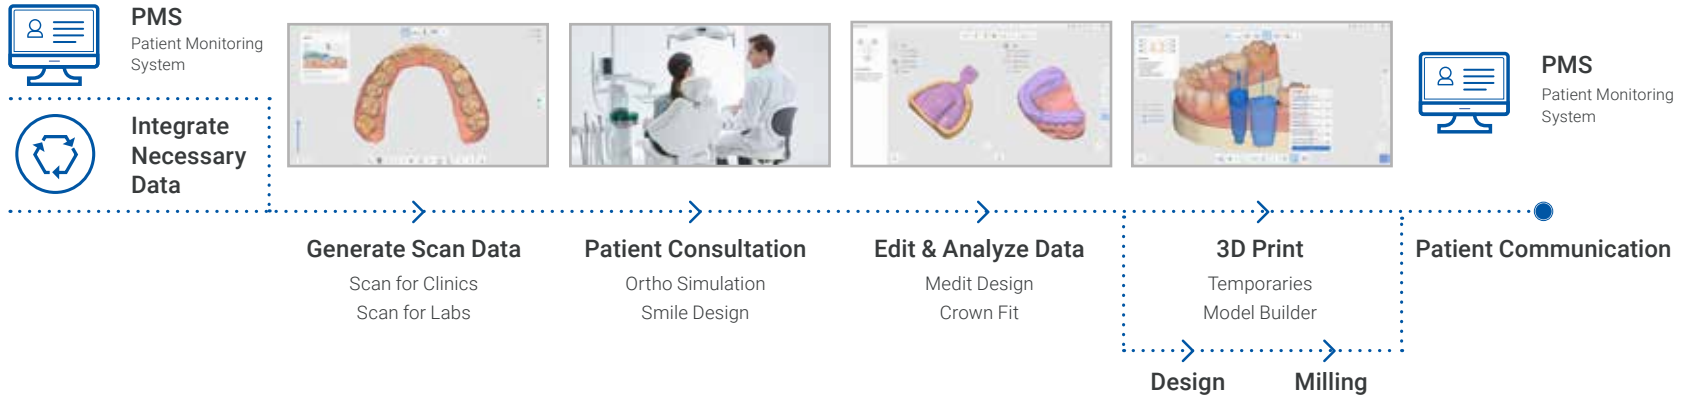 PMS
Patient Monitoring
System
Integrate
Necessary
Data
Generate Scan Data
Scan for Clinics
Scan for Labs
Patient Consultation
Ortho Simulation
Smile Design
Edit & Analyze Data
Medit Design
Crown Fit
3D Print
Temporaries
Model Builder
Design
Milling
PMS
Patient Monitoring
System
Patient Communication